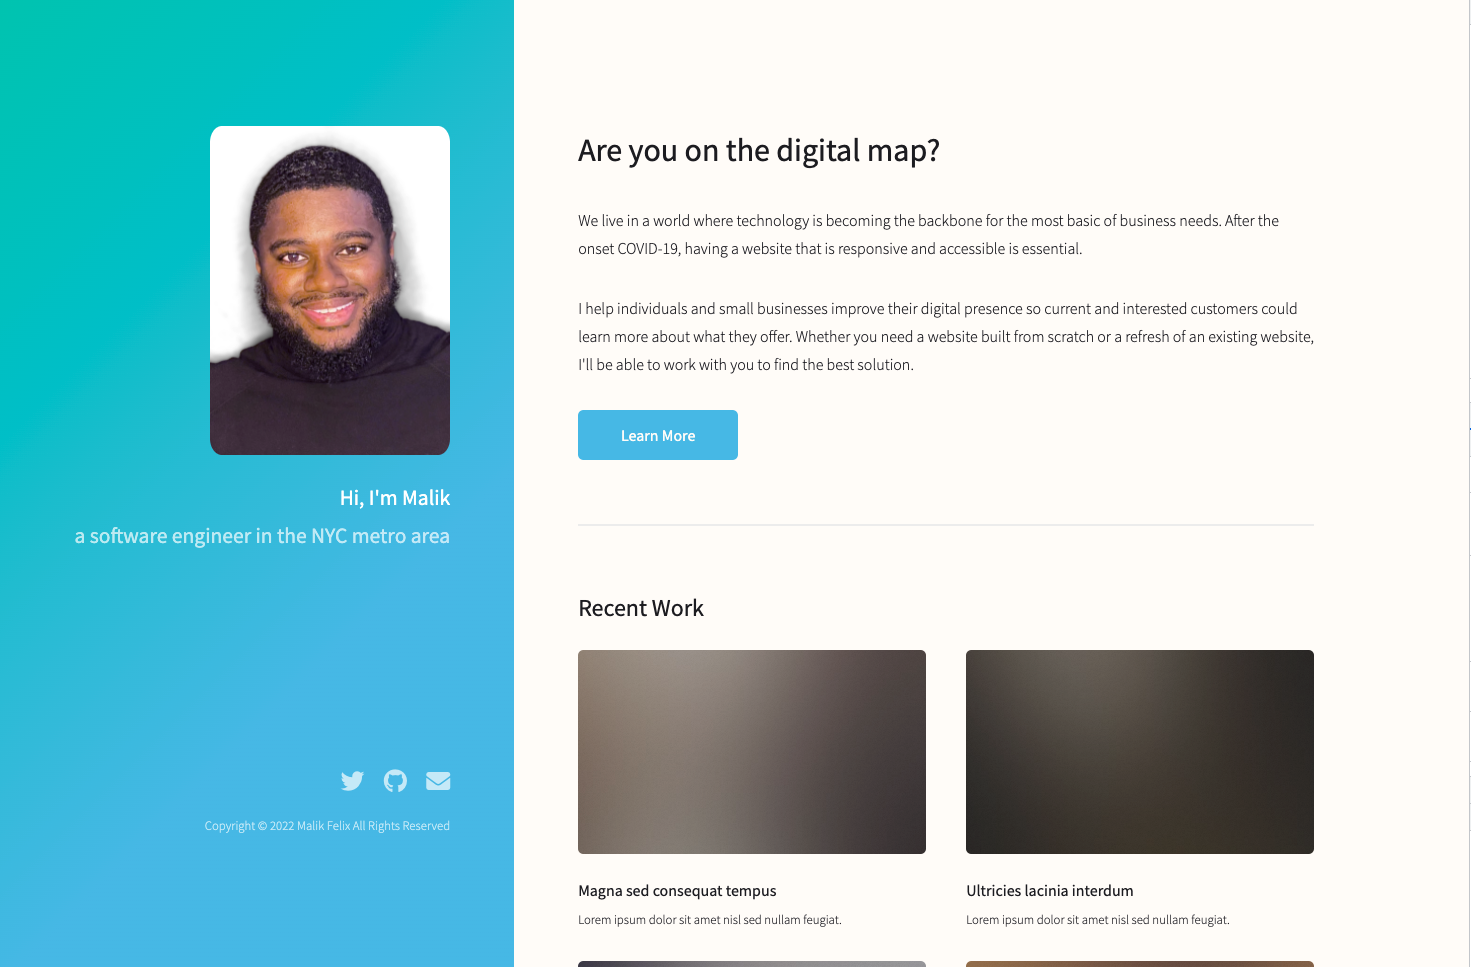 Hi, I'm Malik
a software engineer in the NYC metro area
Copyright © 2022 Malik Felix All Rights Reserved
Are you on the digital map?
We live in a world where technology is becoming the backbone for the most basic of business needs. After the
onset COVID-19, having a website that is responsive and accessible is essential.
I help individuals and small businesses improve their digital presence so current and interested customers could
learn more about what they offer. Whether you need a website built from scratch or a refresh of an existing website,
I'll be able to work with you to find the best solution.
Learn More
Recent Work
Magna sed consequat tempus
Lorem ipsum dolor sit amet nisl sed nullam feugiat.
Ultricies lacinia interdum
Lorem ipsum dolor sit amet nisl sed nullam feugiat.